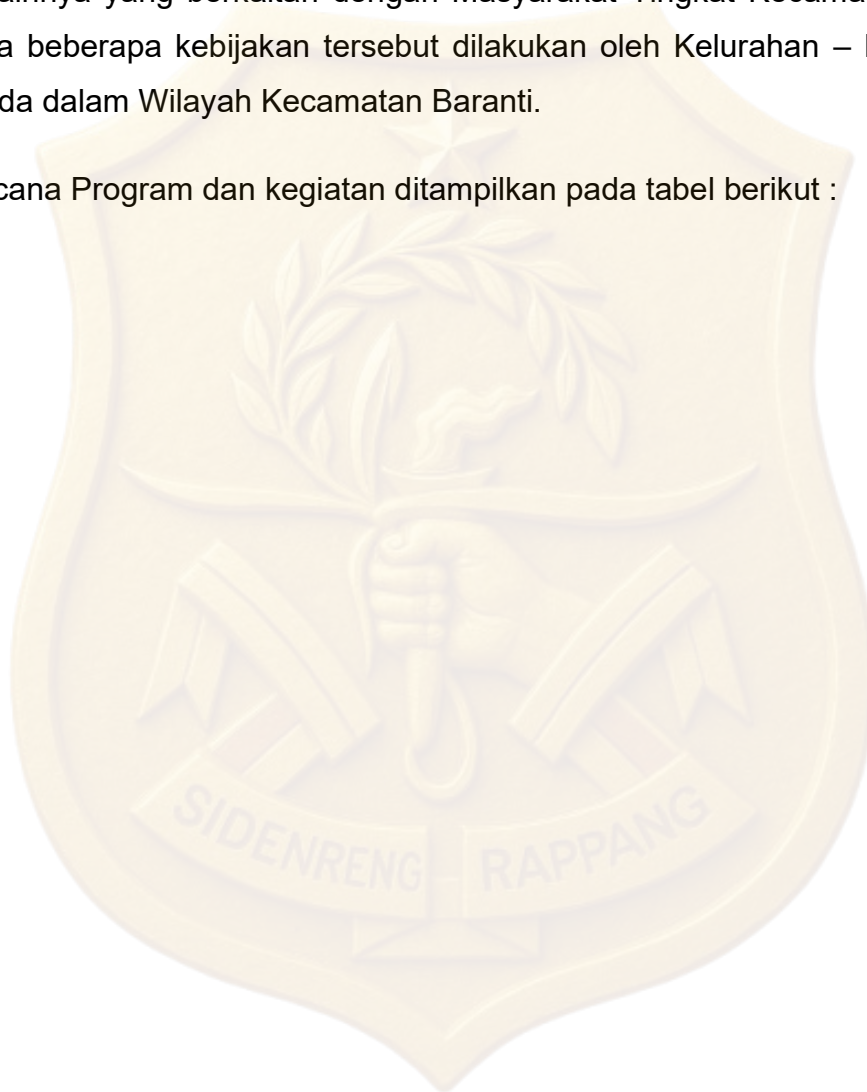 ainnya yang berkaitan dengan Masyarakat Tingkat Kecama
a beberapa kebijakan tersebut dilakukan oleh Kelurahan –
da dalam Wilayah Kecamatan Baranti.
cana Program dan kegiatan ditampilkan pada tabel berikut :
SIDENRENG RAPPANG